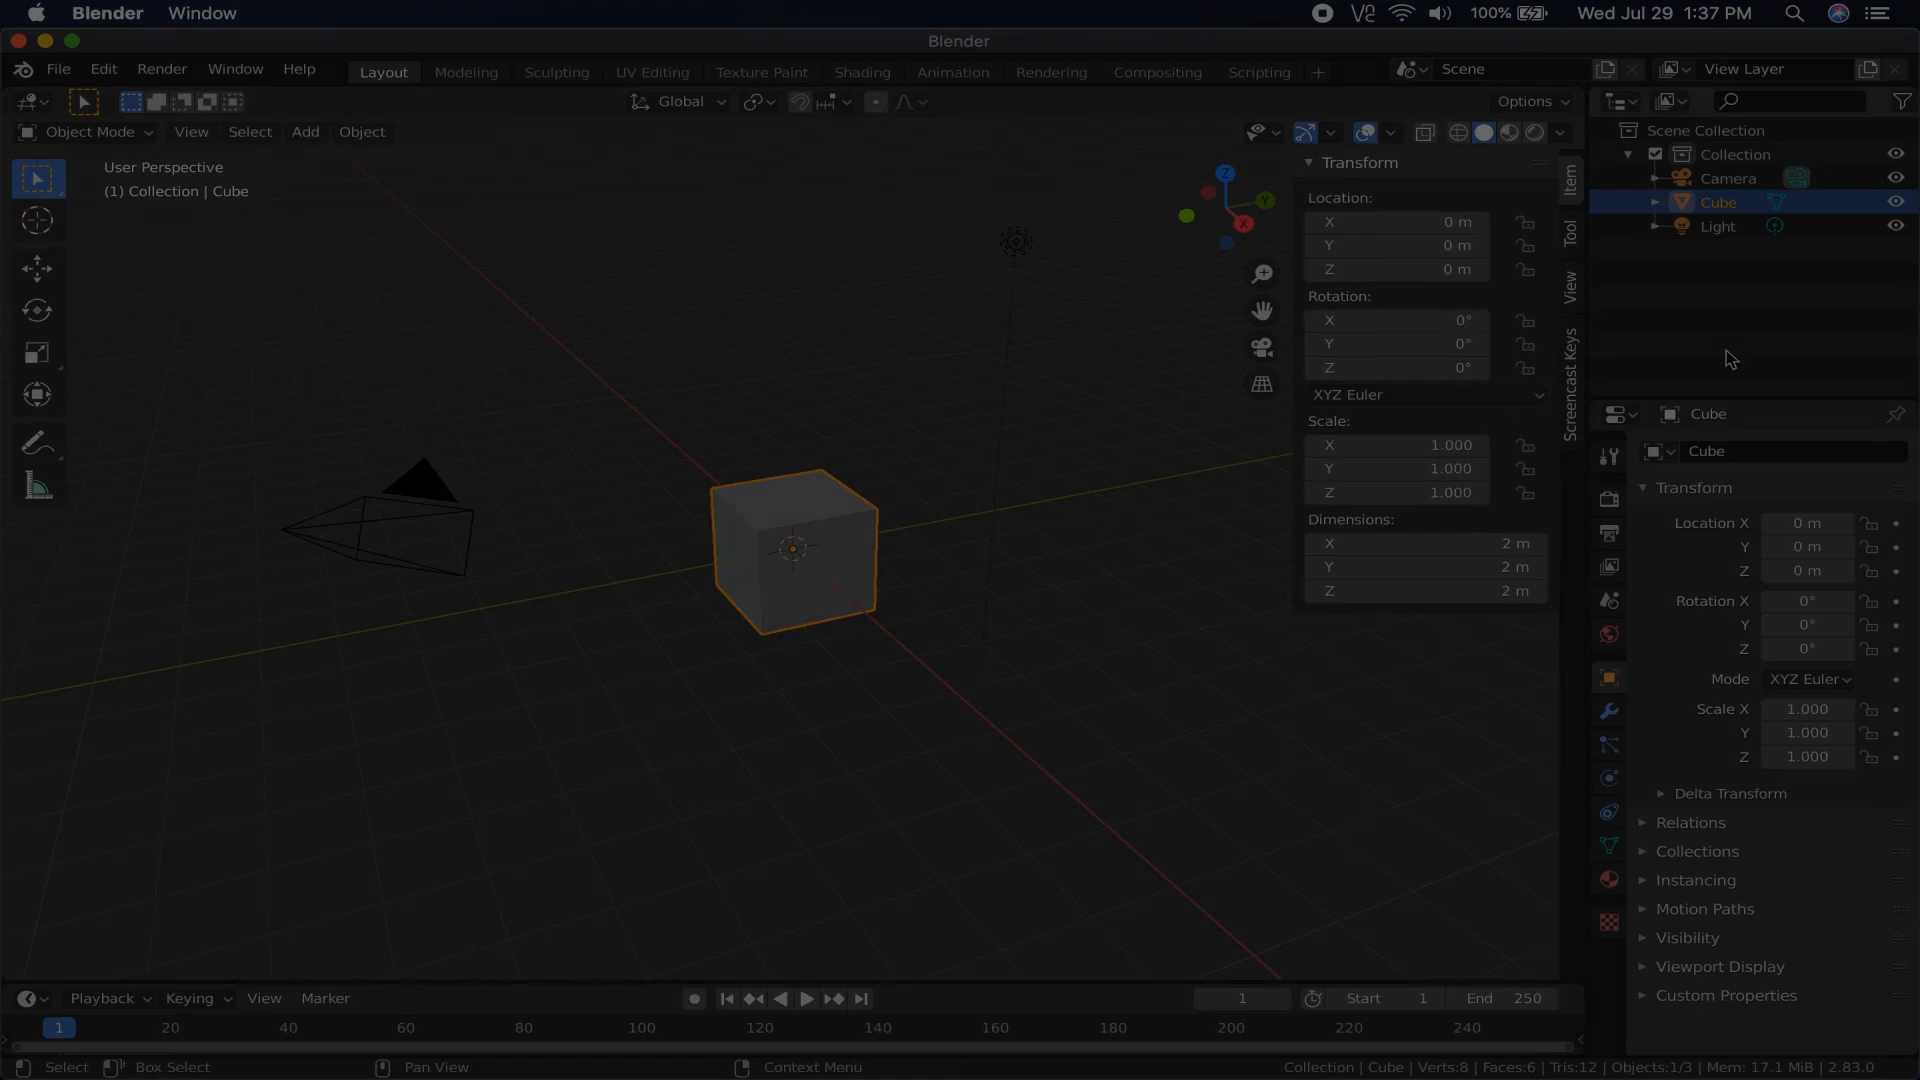 Blender Window 100% Wed Jul 29 1:37 PM
Blender
File Edit Render Window Help Layout Modeling Sculpting UV Editing Texture Paint Shading Animation Rendering Compositing Scripting + Scene View Layer
Global Options
Object Mode View Select Add Object
User Perspective
(1) Collection | Cube
Z
Y
X
Transform
Location:
X 0 m
Y 0 m
Z 0 m
Rotation:
X 0°
Y 0°
Z 0°
XYZ Euler
Scale:
X 1.000
Y 1.000
Z 1.000
Dimensions:
X 2 m
Y 2 m
Z 2 m
Item
Tool
View
Screencast Keys
Scene Collection
Collection
Camera
Cube
Light
Cube
Cube
Transform
Location X 0 m
Y 0 m
Z 0 m
Rotation X 0°
Y 0°
Z 0°
Mode XYZ Euler
Scale X 1.000
Y 1.000
Z 1.000
Delta Transform
Relations
Collections
Instancing
Motion Paths
Visibility
Viewport Display
Custom Properties
Playback Keying View Marker 1 Start 1 End 250
1 20 40 60 80 100 120 140 160 180 200 220 240
Select Box Select Pan View Context Menu Collection | Cube | Verts:8 | Faces:6 | Tris:12 | Objects:1/3 | Mem: 17.1 MiB | 2.83.0